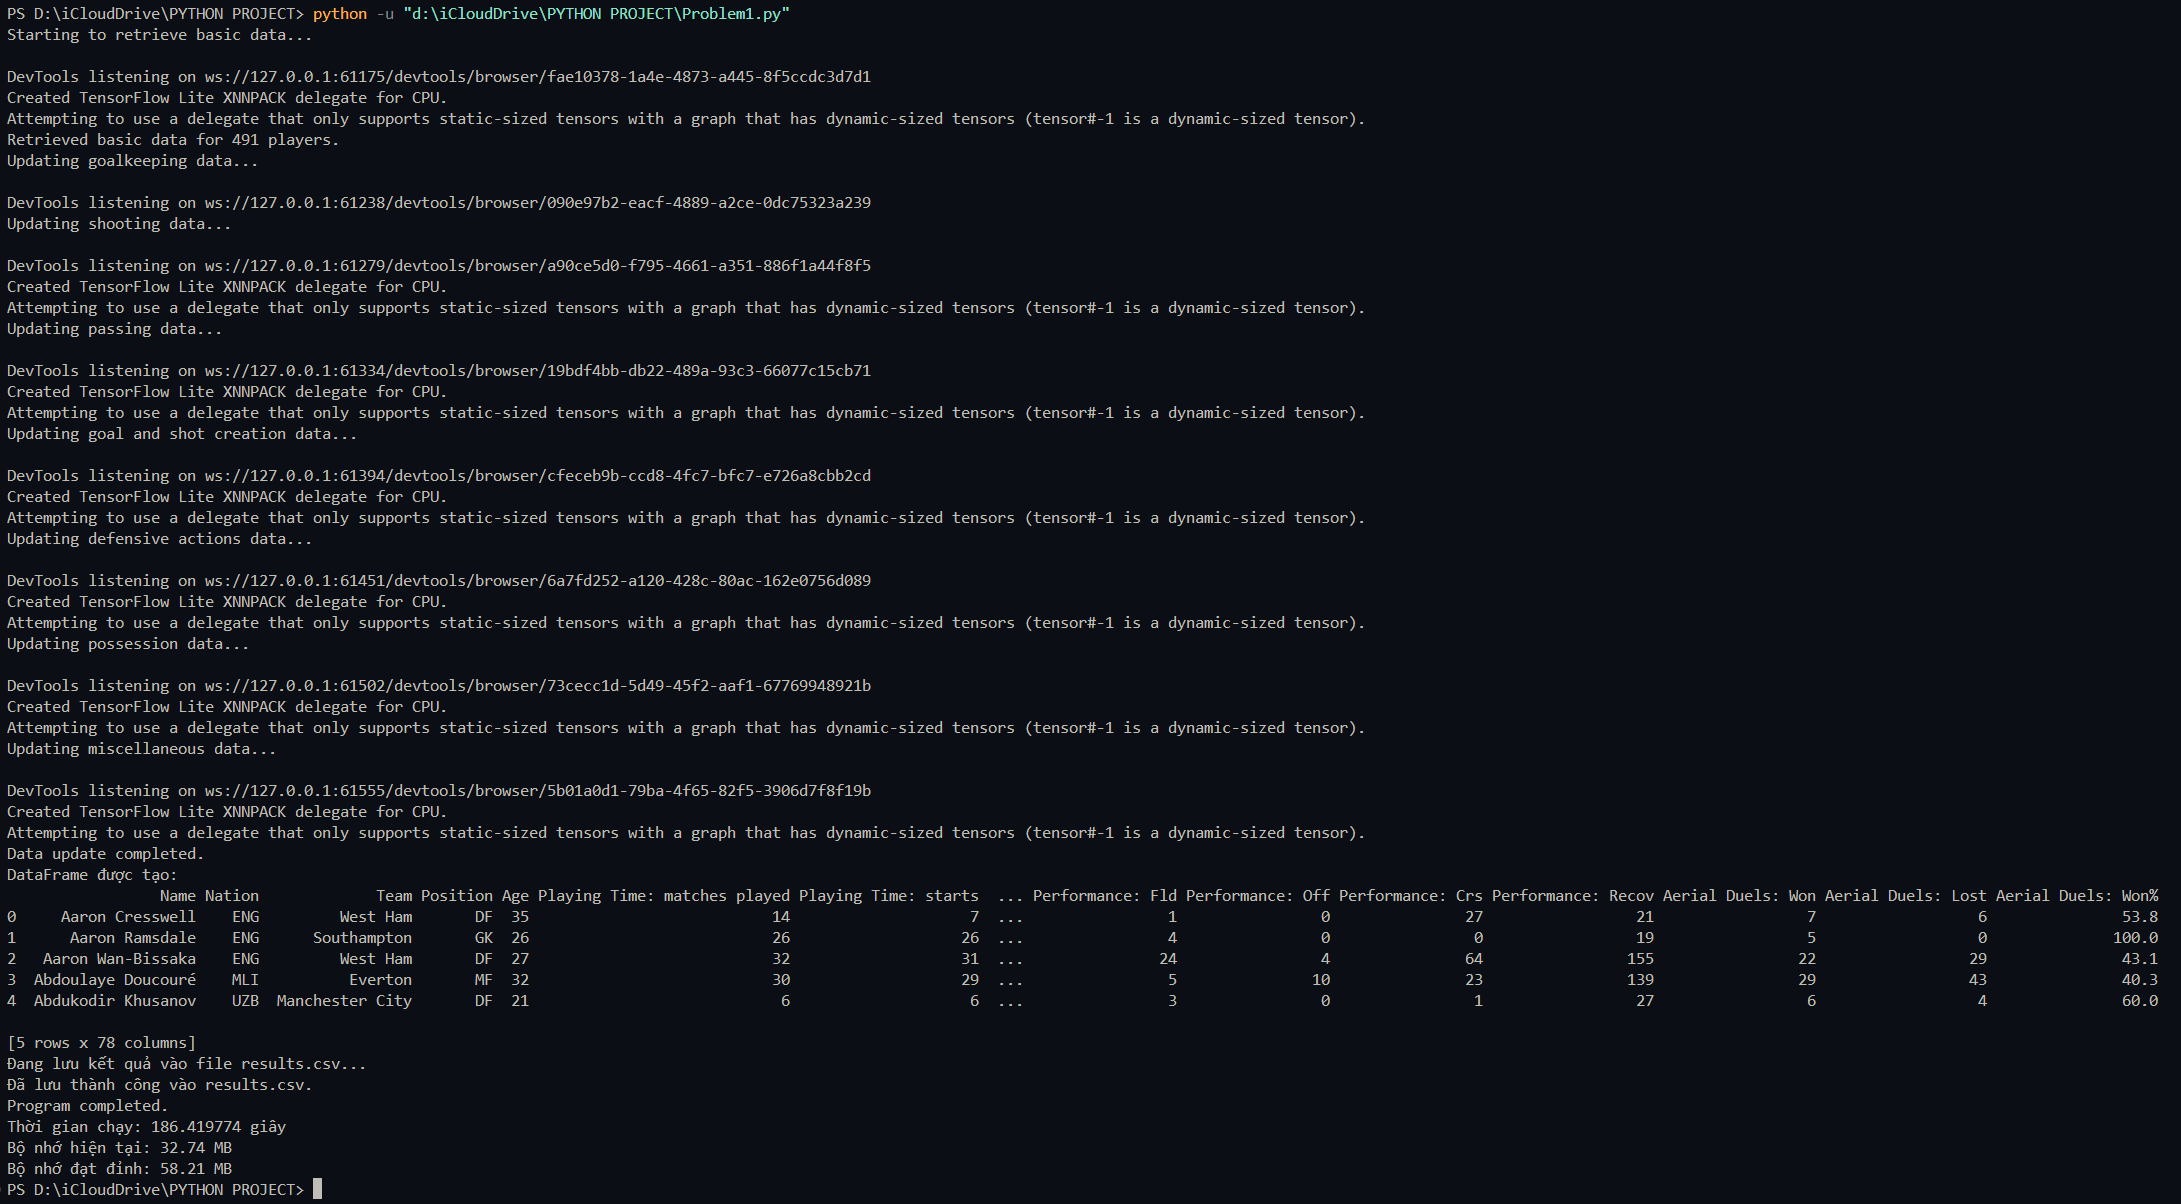 PS D:\iCloudDrive\PYTHON PROJECT> python -u "d:\iCloudDrive\PYTHON PROJECT\Problem1.py"
Starting to retrieve basic data...
DevTools listening on ws://127.0.0.1:61175/devtools/browser/fae10378-1a4e-4873-a445-8f5ccdc3d7d1
Created TensorFlow Lite XNNPACK delegate for CPU.
Attempting to use a delegate that only supports static-sized tensors with a graph that has dynamic-sized tensors (tensor#-1 is a dynamic-sized tensor).
Retrieved basic data for 491 players.
Updating goalkeeping data...
DevTools listening on ws://127.0.0.1:61238/devtools/browser/090e97b2-eacf-4889-a2ce-0dc75323a239
Updating shooting data...
DevTools listening on ws://127.0.0.1:61279/devtools/browser/a90ce5d0-f795-4661-a351-886f1a44f8f5
Created TensorFlow Lite XNNPACK delegate for CPU.
Attempting to use a delegate that only supports static-sized tensors with a graph that has dynamic-sized tensors (tensor#-1 is a dynamic-sized tensor).
Updating passing data...
DevTools listening on ws://127.0.0.1:61334/devtools/browser/19bdf4bb-db22-489a-93c3-66077c15cb71
Created TensorFlow Lite XNNPACK delegate for CPU.
Attempting to use a delegate that only supports static-sized tensors with a graph that has dynamic-sized tensors (tensor#-1 is a dynamic-sized tensor).
Updating goal and shot creation data...
DevTools listening on ws://127.0.0.1:61394/devtools/browser/cfeceb9b-ccd8-4fc7-bfc7-e726a8cbb2cd
Created TensorFlow Lite XNNPACK delegate for CPU.
Attempting to use a delegate that only supports static-sized tensors with a graph that has dynamic-sized tensors (tensor#-1 is a dynamic-sized tensor).
Updating defensive actions data...
DevTools listening on ws://127.0.0.1:61451/devtools/browser/6a7fd252-a120-428c-80ac-162e0756d089
Created TensorFlow Lite XNNPACK delegate for CPU.
Attempting to use a delegate that only supports static-sized tensors with a graph that has dynamic-sized tensors (tensor#-1 is a dynamic-sized tensor).
Updating possession data...
DevTools listening on ws://127.0.0.1:61502/devtools/browser/73cecc1d-5d49-45f2-aaf1-67769948921b
Created TensorFlow Lite XNNPACK delegate for CPU.
Attempting to use a delegate that only supports static-sized tensors with a graph that has dynamic-sized tensors (tensor#-1 is a dynamic-sized tensor).
Updating miscellaneous data...
DevTools listening on ws://127.0.0.1:61555/devtools/browser/5b01a0d1-79ba-4f65-82f5-3906d7f8f19b
Created TensorFlow Lite XNNPACK delegate for CPU.
Attempting to use a delegate that only supports static-sized tensors with a graph that has dynamic-sized tensors (tensor#-1 is a dynamic-sized tensor).
Data update completed.
DataFrame được tạo:
Name Nation Team Position Age Playing Time: matches played Playing Time: starts ... Performance: Fld Performance: Off Performance: Crs Performance: Recov Aerial Duels: Won Aerial Duels: Lost Aerial Duels: Won%
0 Aaron Cresswell ENG West Ham DF 35 14 7 ... 1 0 27 21 7 6 53.8
1 Aaron Ramsdale ENG Southampton GK 26 26 26 ... 4 0 0 19 5 0 100.0
2 Aaron Wan-Bissaka ENG West Ham DF 27 32 31 ... 24 4 64 155 22 29 43.1
3 Abdoulaye Doucouré MLI Everton MF 32 30 29 ... 5 10 23 139 29 43 40.3
4 Abdukodir Khusanov UZB Manchester City DF 21 6 6 ... 3 0 1 27 6 4 60.0
[5 rows x 78 columns]
Đang lưu kết quả vào file results.csv...
Đã lưu thành công vào results.csv.
Program completed.
Thời gian chạy: 186.419774 giây
Bộ nhớ hiện tại: 32.74 MB
Bộ nhớ đạt đỉnh: 58.21 MB
PS D:\iCloudDrive\PYTHON PROJECT>